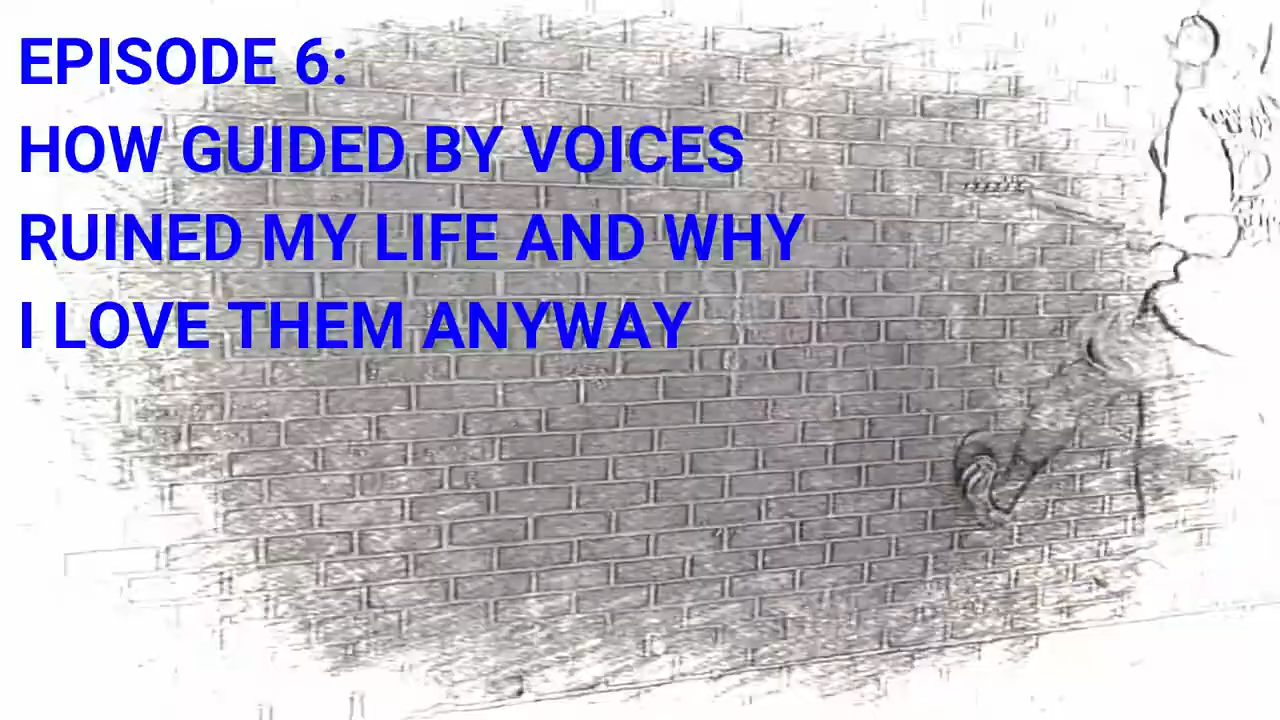 EPISODE 6:
HOW GUIDED BY VOICES
RUINED MY LIFE AND WHY
I LOVE THEM ANYWAY